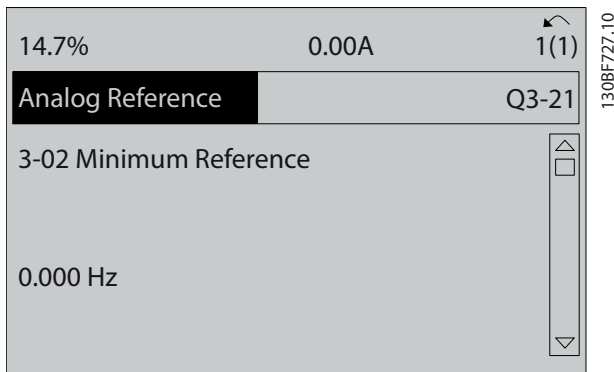 14.7% 0.00A 1(1)
Analog Reference Q3-21
3-02 Minimum Reference
0.000 Hz
130BF727.10